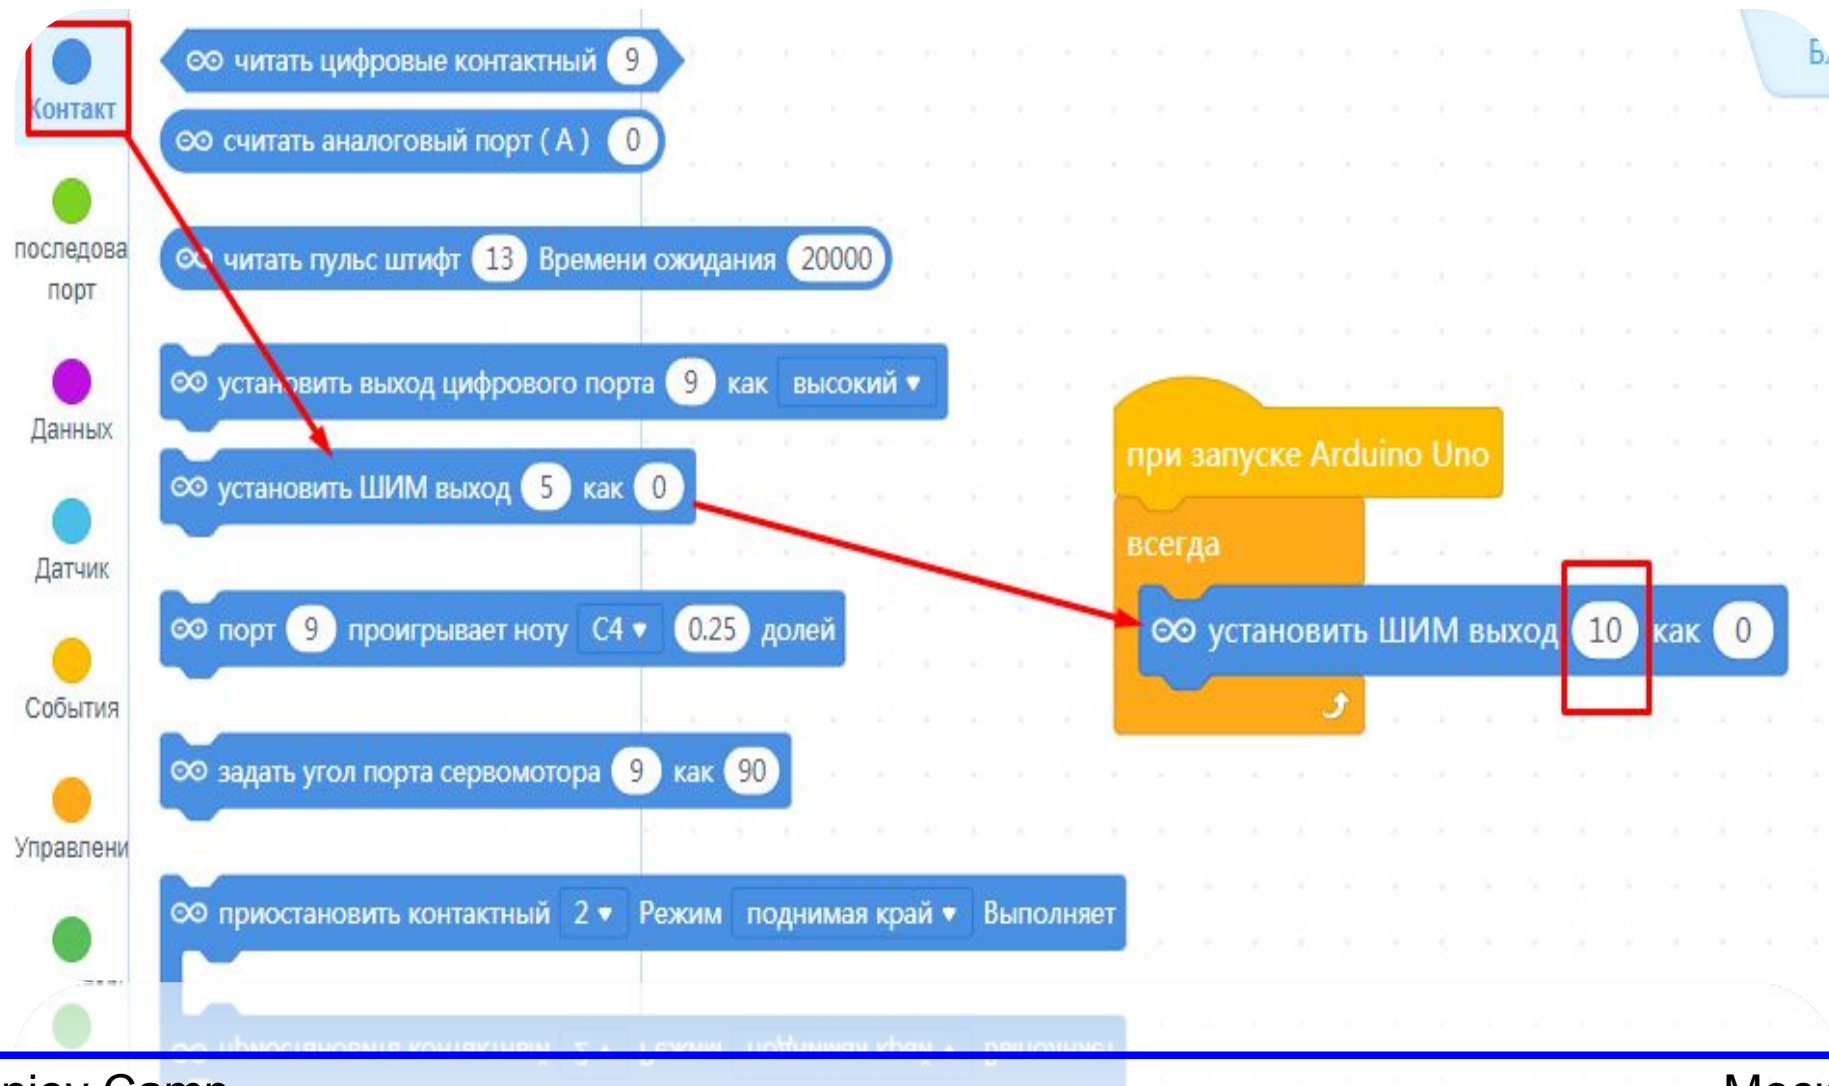 Контакт
последова
порт
Данных
Датчик
События
Управлени
читать цифровые контактный 9
считать аналоговый порт ( A ) 0
читать пульс штифт 13 Времени ожидания 20000
установить выход цифрового порта 9 как высокий
установить ШИМ выход 5 как 0
порт 9 проигрывает ноту C4 0.25 долей
задать угол порта сервомотора 9 как 90
приостановить контактный 2 Режим поднимая край Выполняет
при запуске Arduino Uno
всегда
установить ШИМ выход 10 как 0